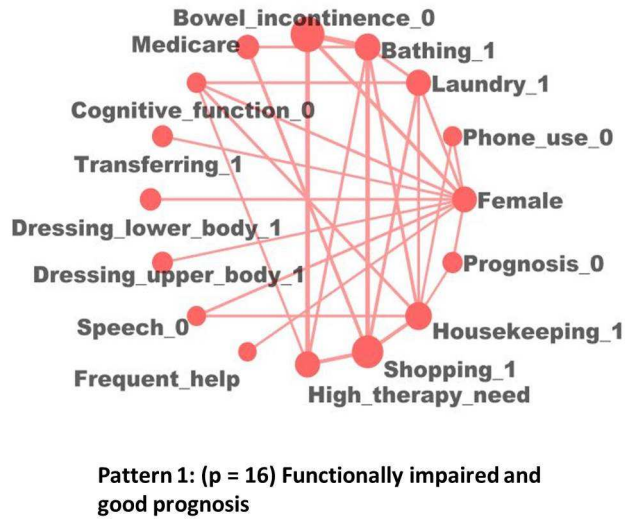 Bowel_incontinence_0
Medicare
Bathing_1
Laundry_1
Cognitive_function_0
Phone_use_0
Transferring_1
Female
Dressing_lower_body_1
Prognosis_0
Dressing_upper_body_1
Speech_0
Housekeeping_1
Shopping_1
Frequent_help
High_therapy_need
Pattern 1: (p = 16) Functionally impaired and
good prognosis